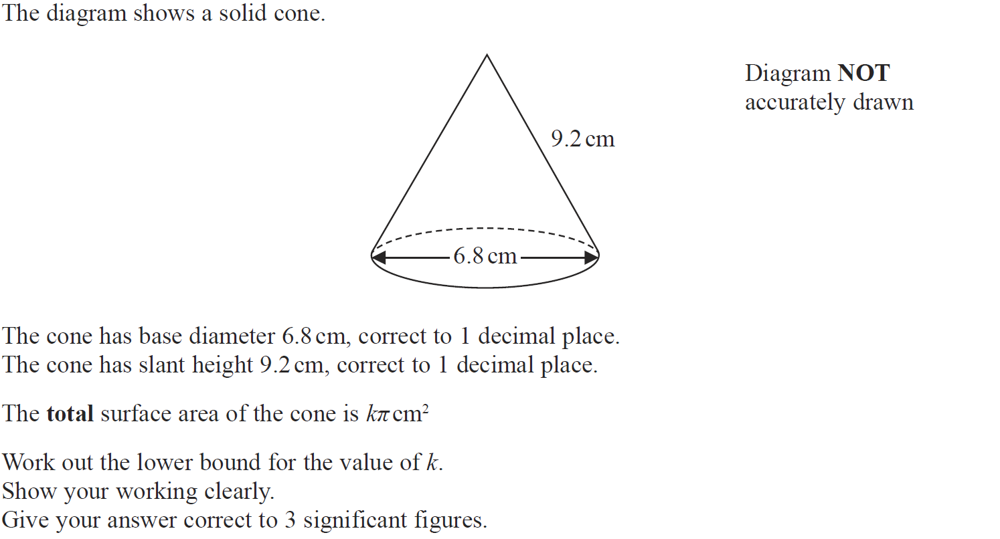 The diagram shows a solid cone.
Diagram NOT
accurately drawn
9.2 cm
6.8 cm
The cone has base diameter 6.8 cm, correct to 1 decimal place.
The cone has slant height 9.2 cm, correct to 1 decimal place.
The total surface area of the cone is kπ cm²
Work out the lower bound for the value of k.
Show your working clearly.
Give your answer correct to 3 significant figures.